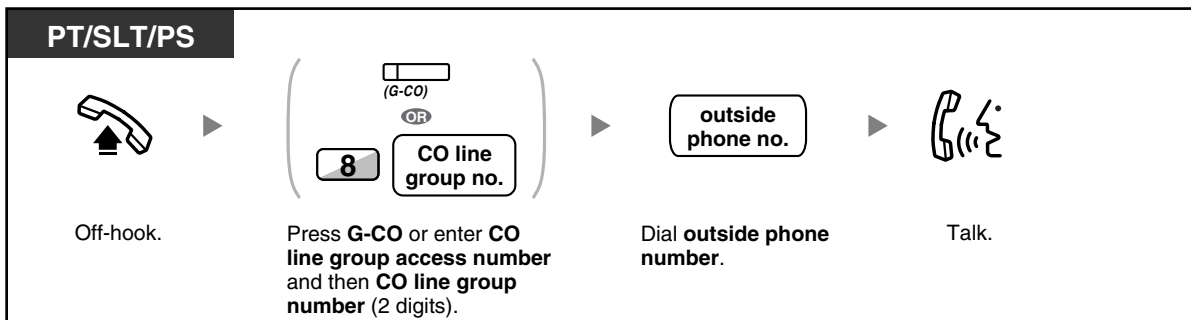 PT/SLT/PS
(G-CO)
OR
8
CO line
group no.
outside
phone no.
Off-hook.
Press G-CO or enter CO
line group access number
and then CO line group
number (2 digits).
Dial outside phone
number.
Talk.